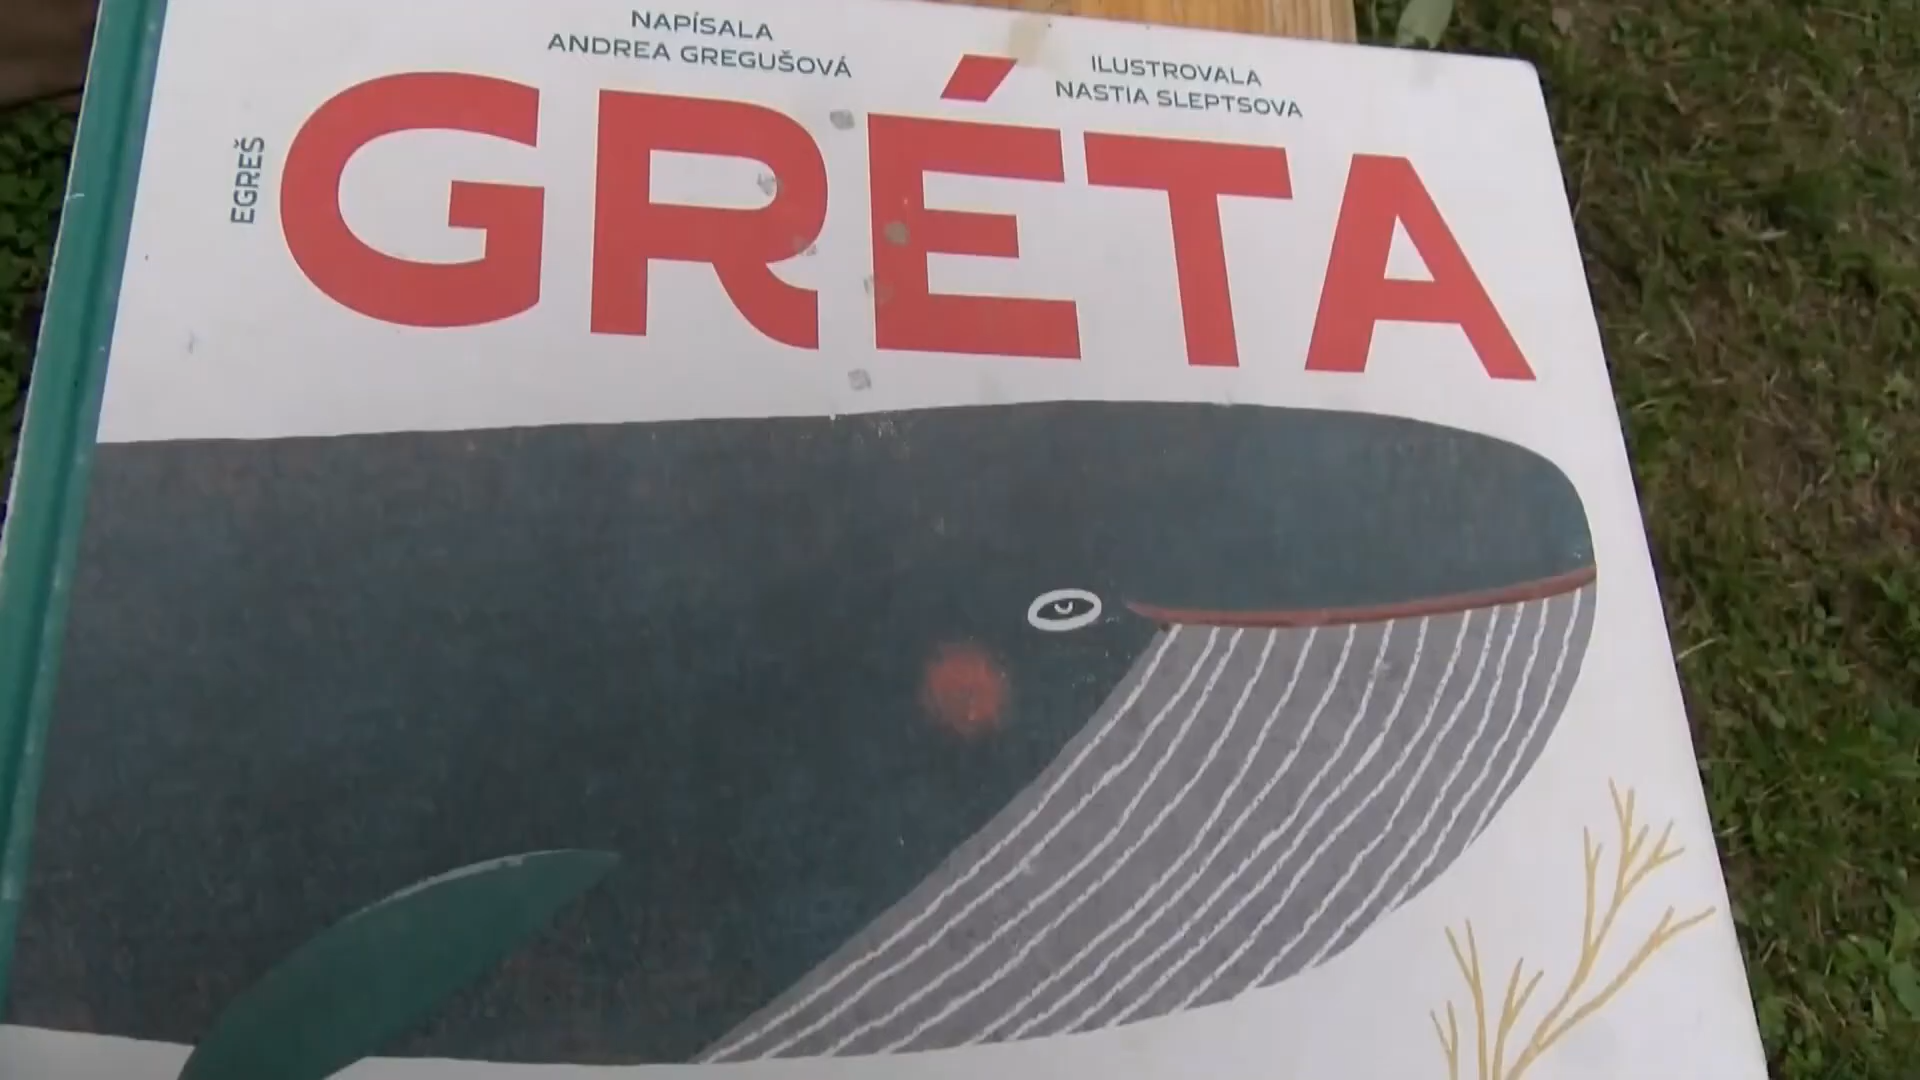 NAPÍSALA
ANDREA GREGUŠOVÁ
ILUSTROVALA
NASTIA SLEPTSOVA
EGREŠ
GRÉTA